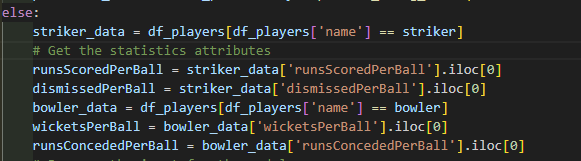 else:
    striker_data = df_players[df_players['name'] == striker]
    # Get the statistics attributes
    runsScoredPerBall = striker_data['runsScoredPerBall'].iloc[0]
    dismissedPerBall = striker_data['dismissedPerBall'].iloc[0]
    bowler_data = df_players[df_players['name'] == bowler]
    wicketsPerBall = bowler_data['wicketsPerBall'].iloc[0]
    runsConcededPerBall = bowler_data['runsConcededPerBall'].iloc[0]